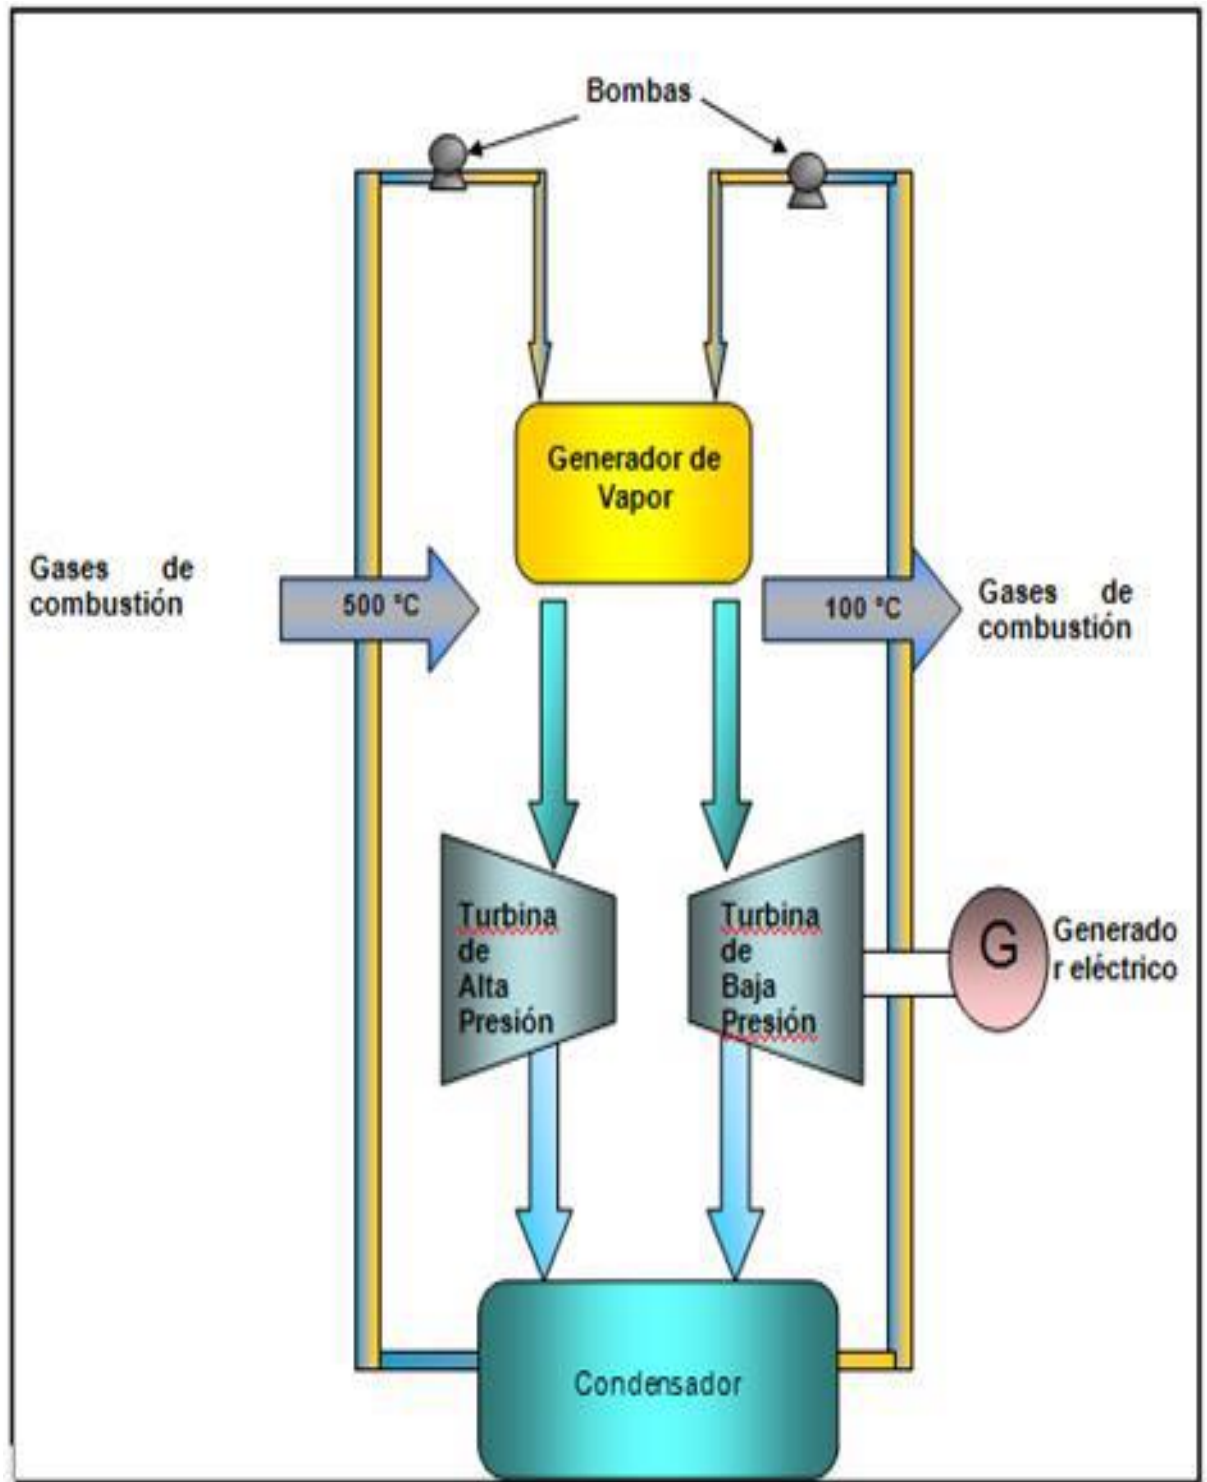 Bombas
Generador de
Vapor
Gases de
combustión
500 °C
100 °C
Gases de
combustión
Turbina
de
Alta
Presión
Turbina
de
Baja
Presión
G
Generado
r eléctrico
Condensador